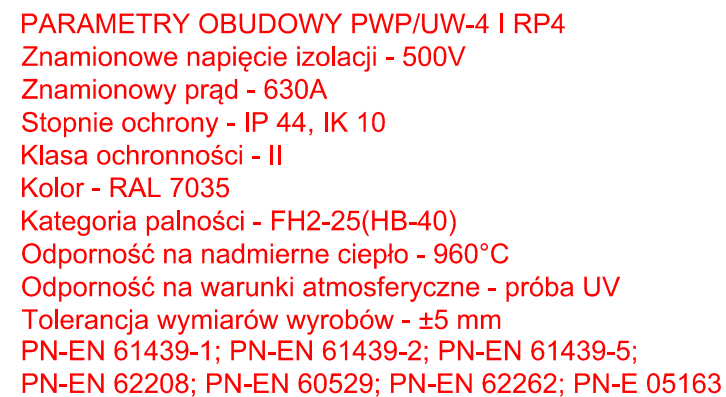 PARAMETRY OBUDOWY PWP/UW-4 I RP4
Znamionowe napięcie izolacji - 500V
Znamionowy prąd - 630A
Stopnie ochrony - IP 44, IK 10
Klasa ochronności - II
Kolor - RAL 7035
Kategoria palności - FH2-25(HB-40)
Odporność na nadmierne ciepło - 960°C
Odporność na warunki atmosferyczne - próba UV
Tolerancja wymiarów wyrobów - ±5 mm
PN-EN 61439-1; PN-EN 61439-2; PN-EN 61439-5;
PN-EN 62208; PN-EN 60529; PN-EN 62262; PN-E 05163